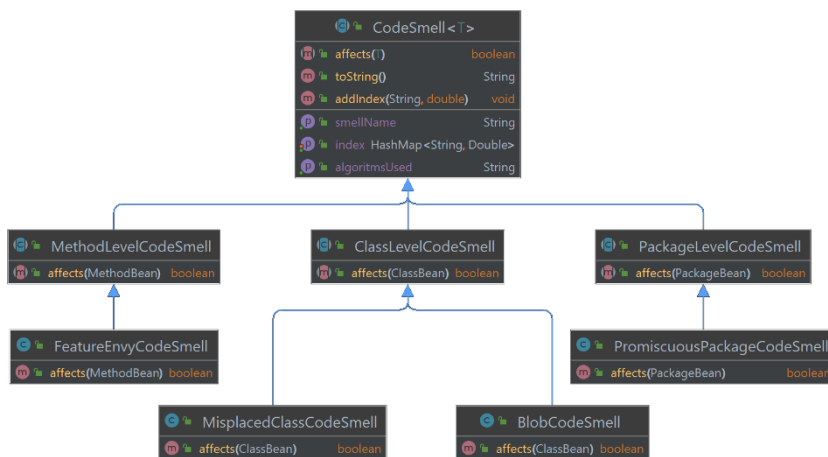 CodeSmell<T>
affects(T) boolean
toString() String
addIndex(String, double) void
smellName String
index HashMap<String, Double>
algoritmsUsed String
MethodLevelCodeSmell
affects(MethodBean) boolean
ClassLevelCodeSmell
affects(ClassBean) boolean
PackageLevelCodeSmell
affects(PackageBean) boolean
FeatureEnvyCodeSmell
affects(MethodBean) boolean
PromiscuousPackageCodeSmell
affects(PackageBean) boolean
MisplacedClassCodeSmell
affects(ClassBean) boolean
BlobCodeSmell
affects(ClassBean) boolean